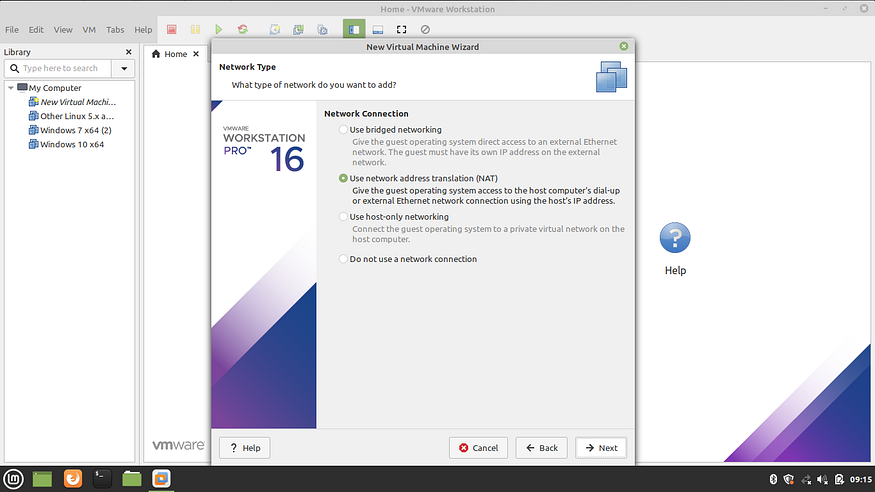 Home - VMware Workstation
File Edit View VM Tabs Help
Library
Type here to search
My Computer
New Virtual Machi...
Other Linux 5.x a...
Windows 7 x64 (2)
Windows 10 x64
Home
New Virtual Machine Wizard
Network Type
What type of network do you want to add?
VMWARE
WORKSTATION
PRO™ 16
Network Connection
Use bridged networking
Give the guest operating system direct access to an external Ethernet
network. The guest must have its own IP address on the external
network.
Use network address translation (NAT)
Give the guest operating system access to the host computer's dial-up
or external Ethernet network connection using the host's IP address.
Use host-only networking
Connect the guest operating system to a private virtual network on the
host computer.
Do not use a network connection
? Help
Cancel
Back
Next
?
Help
vmware
09:15